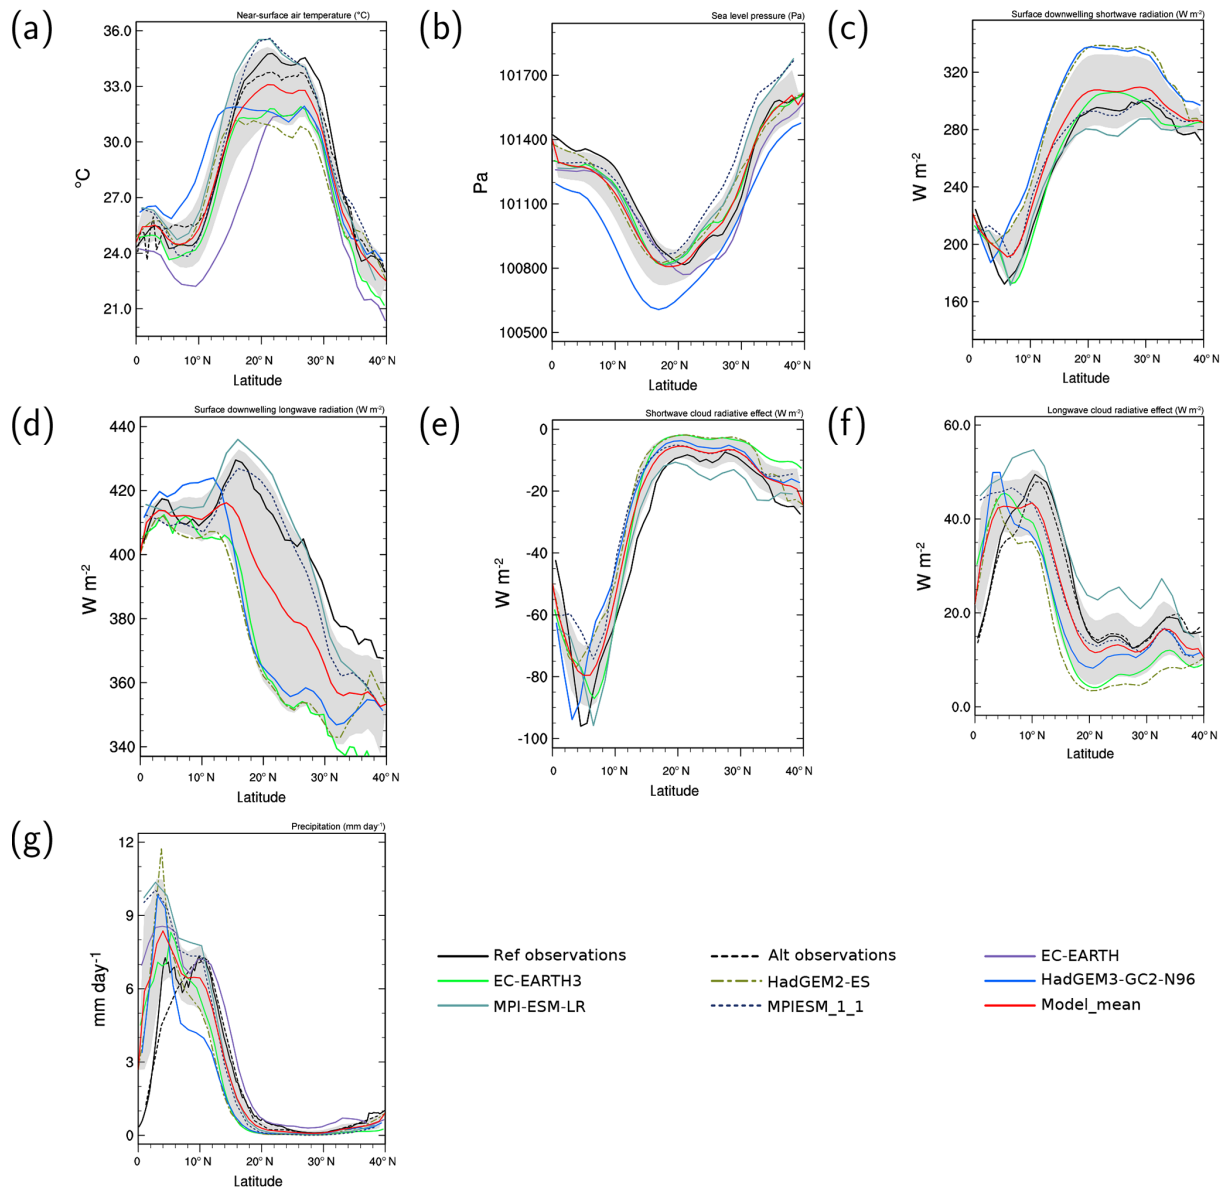 (a)
Near-surface air temperature (°C)
36.0
33.0
30.0
27.0
24.0
21.0
°C
0 10° N 20° N 30° N 40° N
Latitude
(b)
Sea level pressure (Pa)
101700
101400
101100
100800
100500
Pa
0 10° N 20° N 30° N 40° N
Latitude
(c)
Surface downwelling shortwave radiation (W m⁻²)
320
280
240
200
160
W m⁻²
0 10° N 20° N 30° N 40° N
Latitude
(d)
Surface downwelling longwave radiation (W m⁻²)
440
420
400
380
360
340
W m⁻²
0 10° N 20° N 30° N 40° N
Latitude
(e)
Shortwave cloud radiative effect (W m⁻²)
0
-20
-40
-60
-80
-100
W m⁻²
0 10° N 20° N 30° N 40° N
Latitude
(f)
Longwave cloud radiative effect (W m⁻²)
60.0
40.0
20.0
0.0
W m⁻²
0 10° N 20° N 30° N 40° N
Latitude
(g)
Precipitation (mm day⁻¹)
12
9
6
3
0
mm day⁻¹
0 10° N 20° N 30° N 40° N
Latitude
Ref observations Alt observations EC-EARTH
EC-EARTH3 HadGEM2-ES HadGEM3-GC2-N96
MPI-ESM-LR MPIESM_1_1 Model_mean